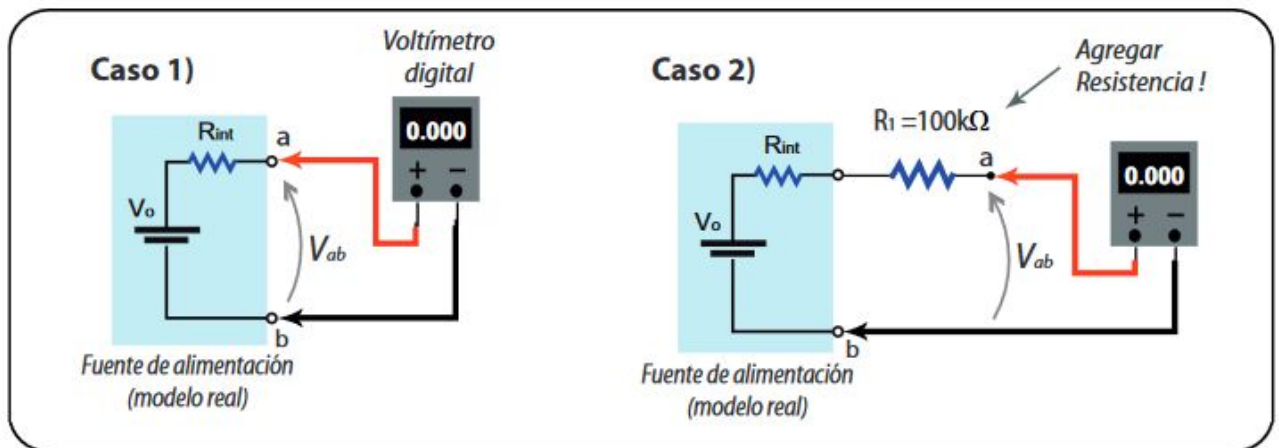 Caso 1)
Voltímetro
digital
0.000
+ −
Rint
a
Vo
Vab
b
Fuente de alimentación
(modelo real)
Caso 2)
Agregar
Resistencia !
R1 =100kΩ
Rint
a
0.000
+ −
Vo
Vab
b
Fuente de alimentación
(modelo real)